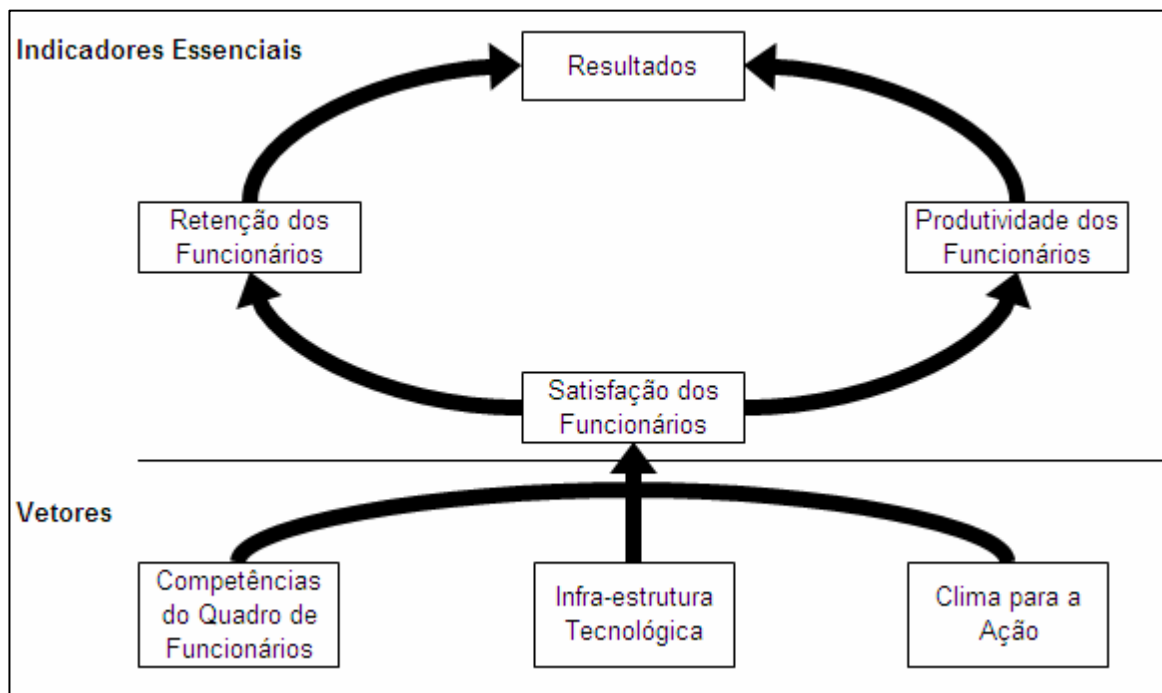 Indicadores Essenciais
Resultados
Retenção dos
Funcionários
Produtividade dos
Funcionários
Satisfação dos
Funcionários
Vetores
Competências
do Quadro de
Funcionários
Infra-estrutura
Tecnológica
Clima para a
Ação